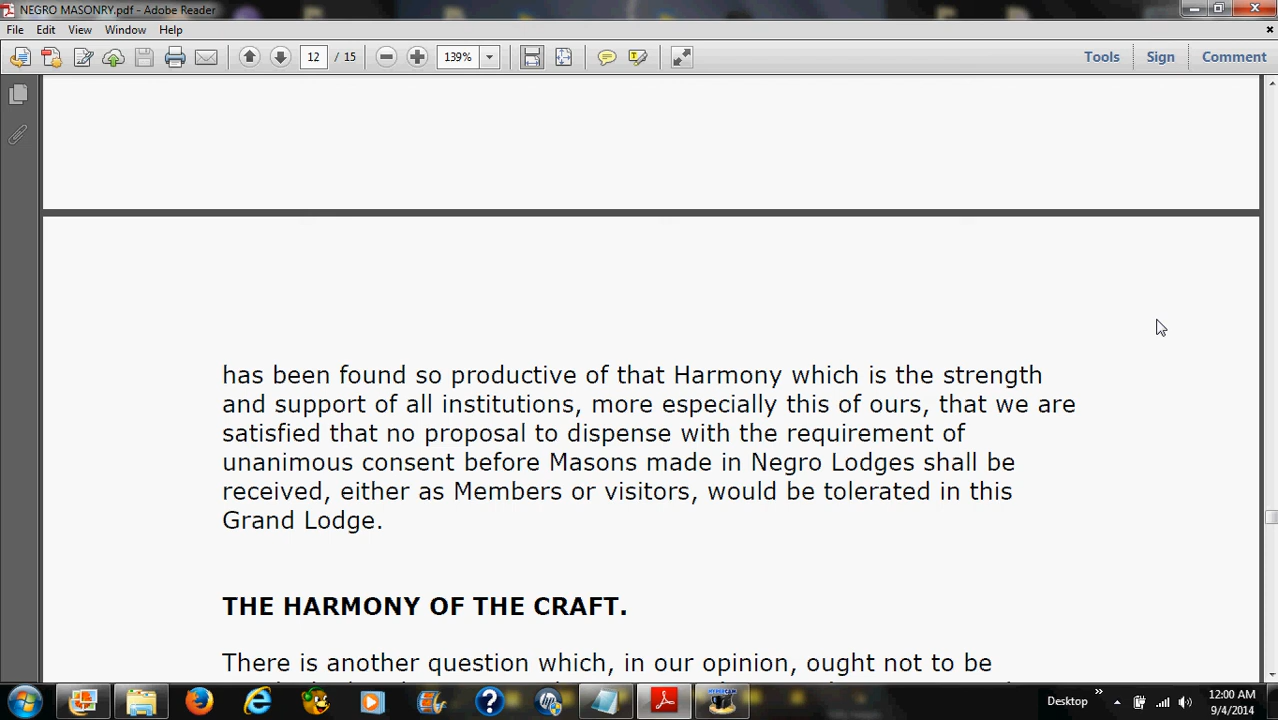 NEGRO MASONRY.pdf - Adobe Reader
File Edit View Window Help
12 / 15 139% Tools Sign Comment
has been found so productive of that Harmony which is the strength
and support of all institutions, more especially this of ours, that we are
satisfied that no proposal to dispense with the requirement of
unanimous consent before Masons made in Negro Lodges shall be
received, either as Members or visitors, would be tolerated in this
Grand Lodge.
THE HARMONY OF THE CRAFT.
There is another question which, in our opinion, ought not to be
Desktop
12:00 AM
9/4/2014